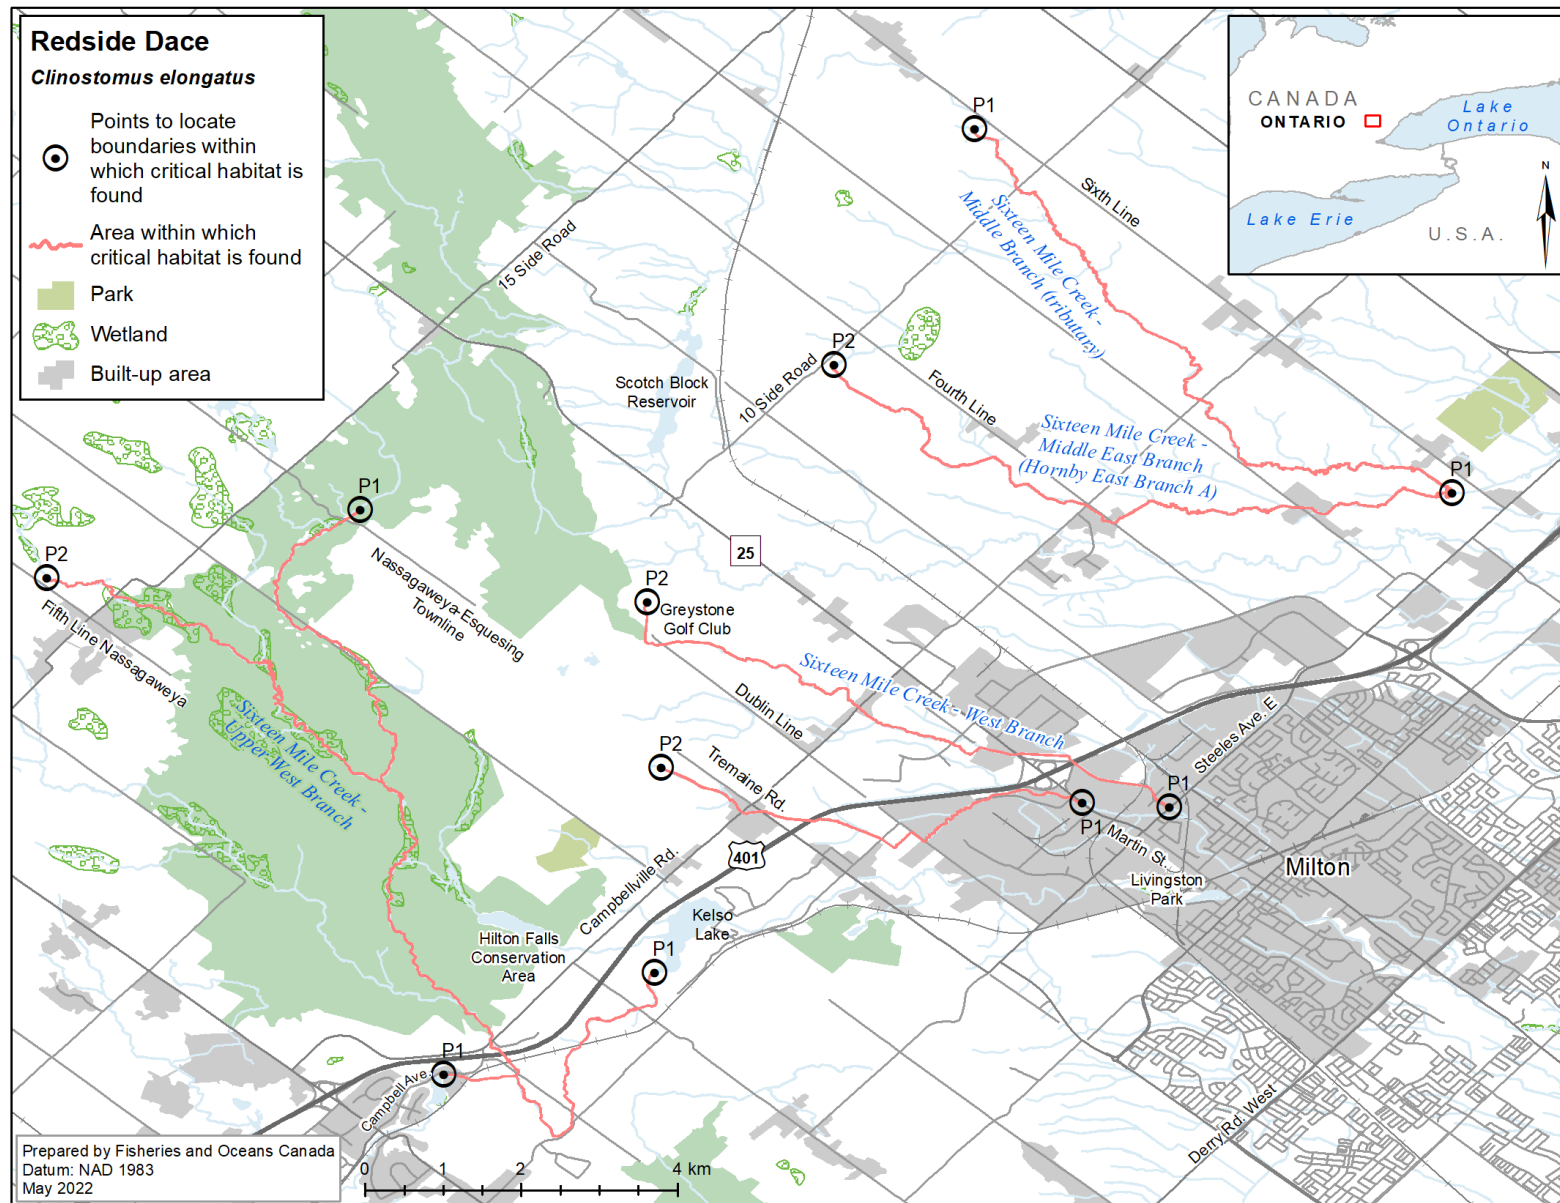 Redside Dace
Clinostomus elongatus
Points to locate
boundaries within
which critical habitat is
found
Area within which
critical habitat is found
Park
Wetland
Built-up area
CANADA
ONTARIO
Lake
Ontario
Lake Erie
U.S.A.
N
P1
Sixth Line
Sixteen Mile Creek -
Middle Branch (tributary)
15 Side Road
P2
10 Side Road
Scotch Block
Reservoir
Fourth Line
Sixteen Mile Creek -
Middle East Branch
(Hornby East Branch A)
P1
P1
Nassagaweya-Esquesing
Townline
P2
Fifth Line Nassagaweya
25
P2
Greystone
Golf Club
Sixteen Mile Creek - West Branch
Dublin Line
Sixteen Mile Creek -
Upper West Branch
P2
Tremaine Rd.
Steeles Ave. E
P1
P1
Martin St.
Livingston
Park
Milton
401
Campbellville Rd.
Kelso
Lake
Hilton Falls
Conservation
Area
P1
P1
Campbell Ave.
Derry Rd. West
Prepared by Fisheries and Oceans Canada
Datum: NAD 1983
May 2022
0 1 2 4 km